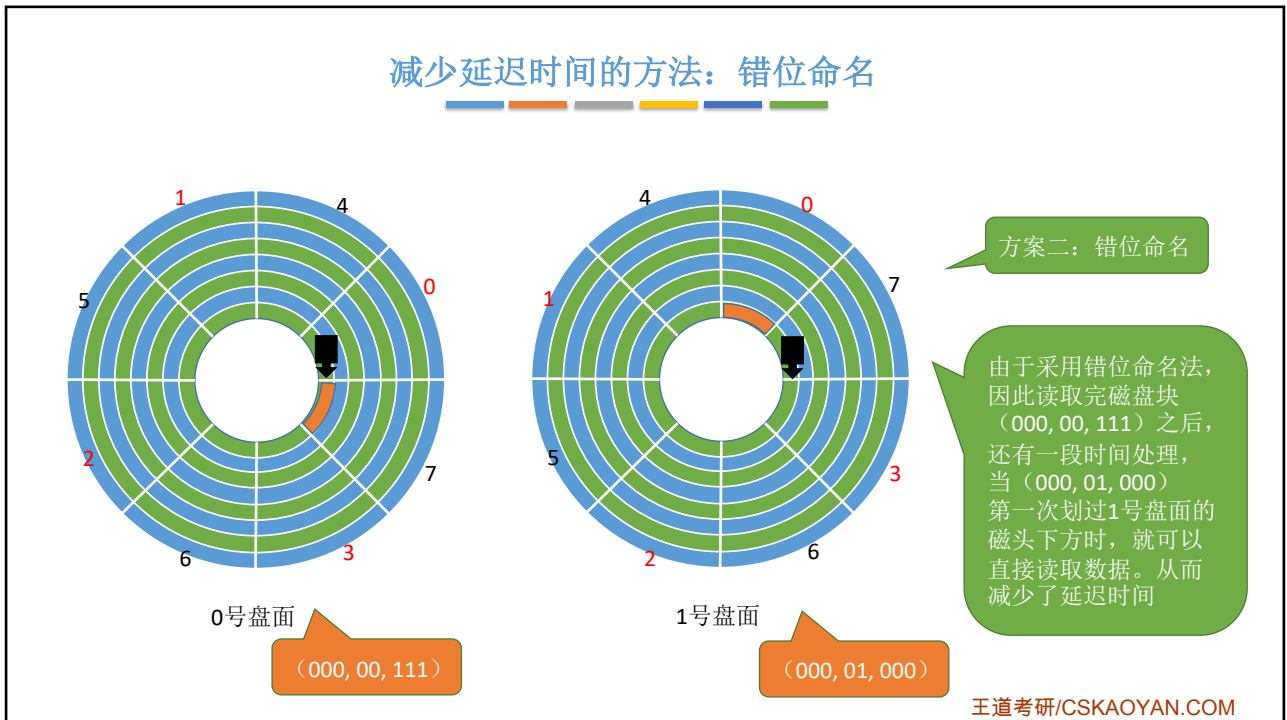 减少延迟时间的方法：错位命名
1
4
0
5
2
7
6
3
0号盘面
（000, 00, 111）
4
0
7
1
5
3
2
6
1号盘面
（000, 01, 000）
方案二：错位命名
由于采用错位命名法，
因此读取完磁盘块
（000, 00, 111）之后，
还有一段时间处理，
当（000, 01, 000）
第一次划过1号盘面的
磁头下方时，就可以
直接读取数据。从而
减少了延迟时间
王道考研/CSKAOYAN.COM